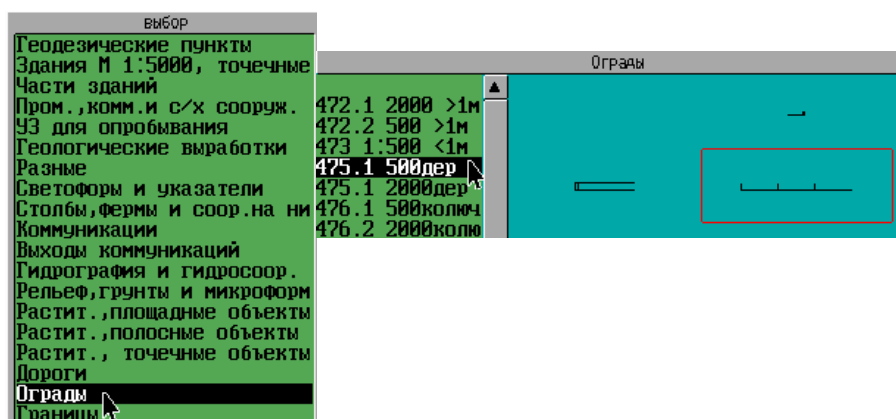 выбор
Геодезические пункты
Здания М 1:5000, точечные
Части зданий
Пром.,комм.и с/х сооруж.
УЗ для опробывания
Геологические выработки
Разные
Светофоры и указатели
Столбы,фермы и соор.на ни
Коммуникации
Выходы коммуникаций
Гидрография и гидросоор.
Рельеф,грунты и микроформ
Растит.,площадные объекты
Растит.,полосные объекты
Растит., точечные объекты
Дороги
Ограды
Границы
Ограды
472.1 2000 >1м
472.2 500 >1м
473 1:500 <1м
475.1 500дер
475.1 2000дер
476.1 500колюч
476.2 2000колю